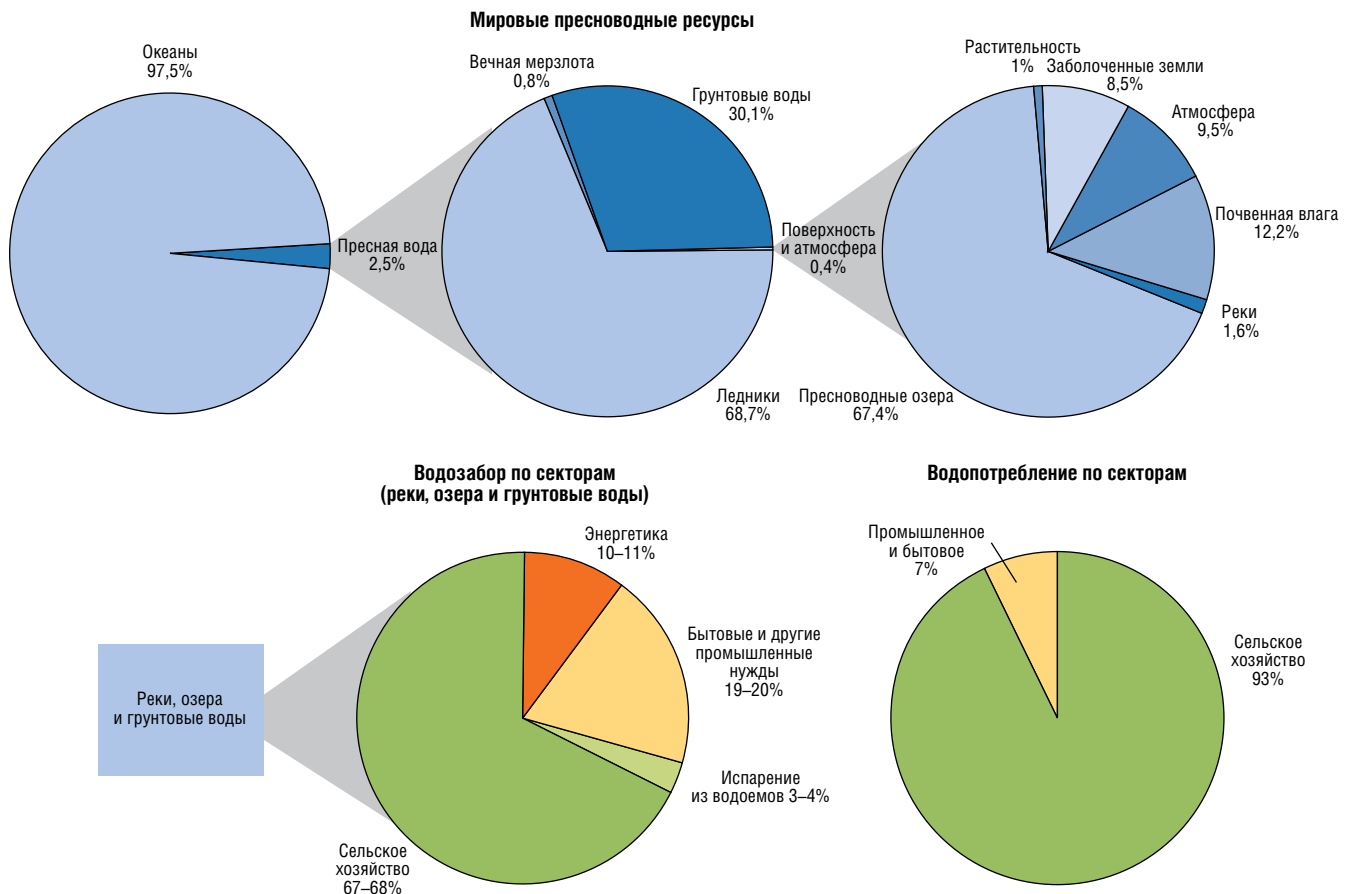 Мировые пресноводные ресурсы
Океаны
97,5%
Пресная вода
2,5%
Вечная мерзлота
0,8%
Грунтовые воды
30,1%
Поверхность
и атмосфера
0,4%
Ледники
68,7%
Растительность
1%
Заболоченные земли
8,5%
Атмосфера
9,5%
Почвенная влага
12,2%
Реки
1,6%
Пресноводные озера
67,4%
Водозабор по секторам
(реки, озера и грунтовые воды)
Реки, озера
и грунтовые воды
Энергетика
10–11%
Бытовые и другие
промышленные
нужды
19–20%
Испарение
из водоемов 3–4%
Сельское
хозяйство
67–68%
Водопотребление по секторам
Промышленное
и бытовое
7%
Сельское
хозяйство
93%